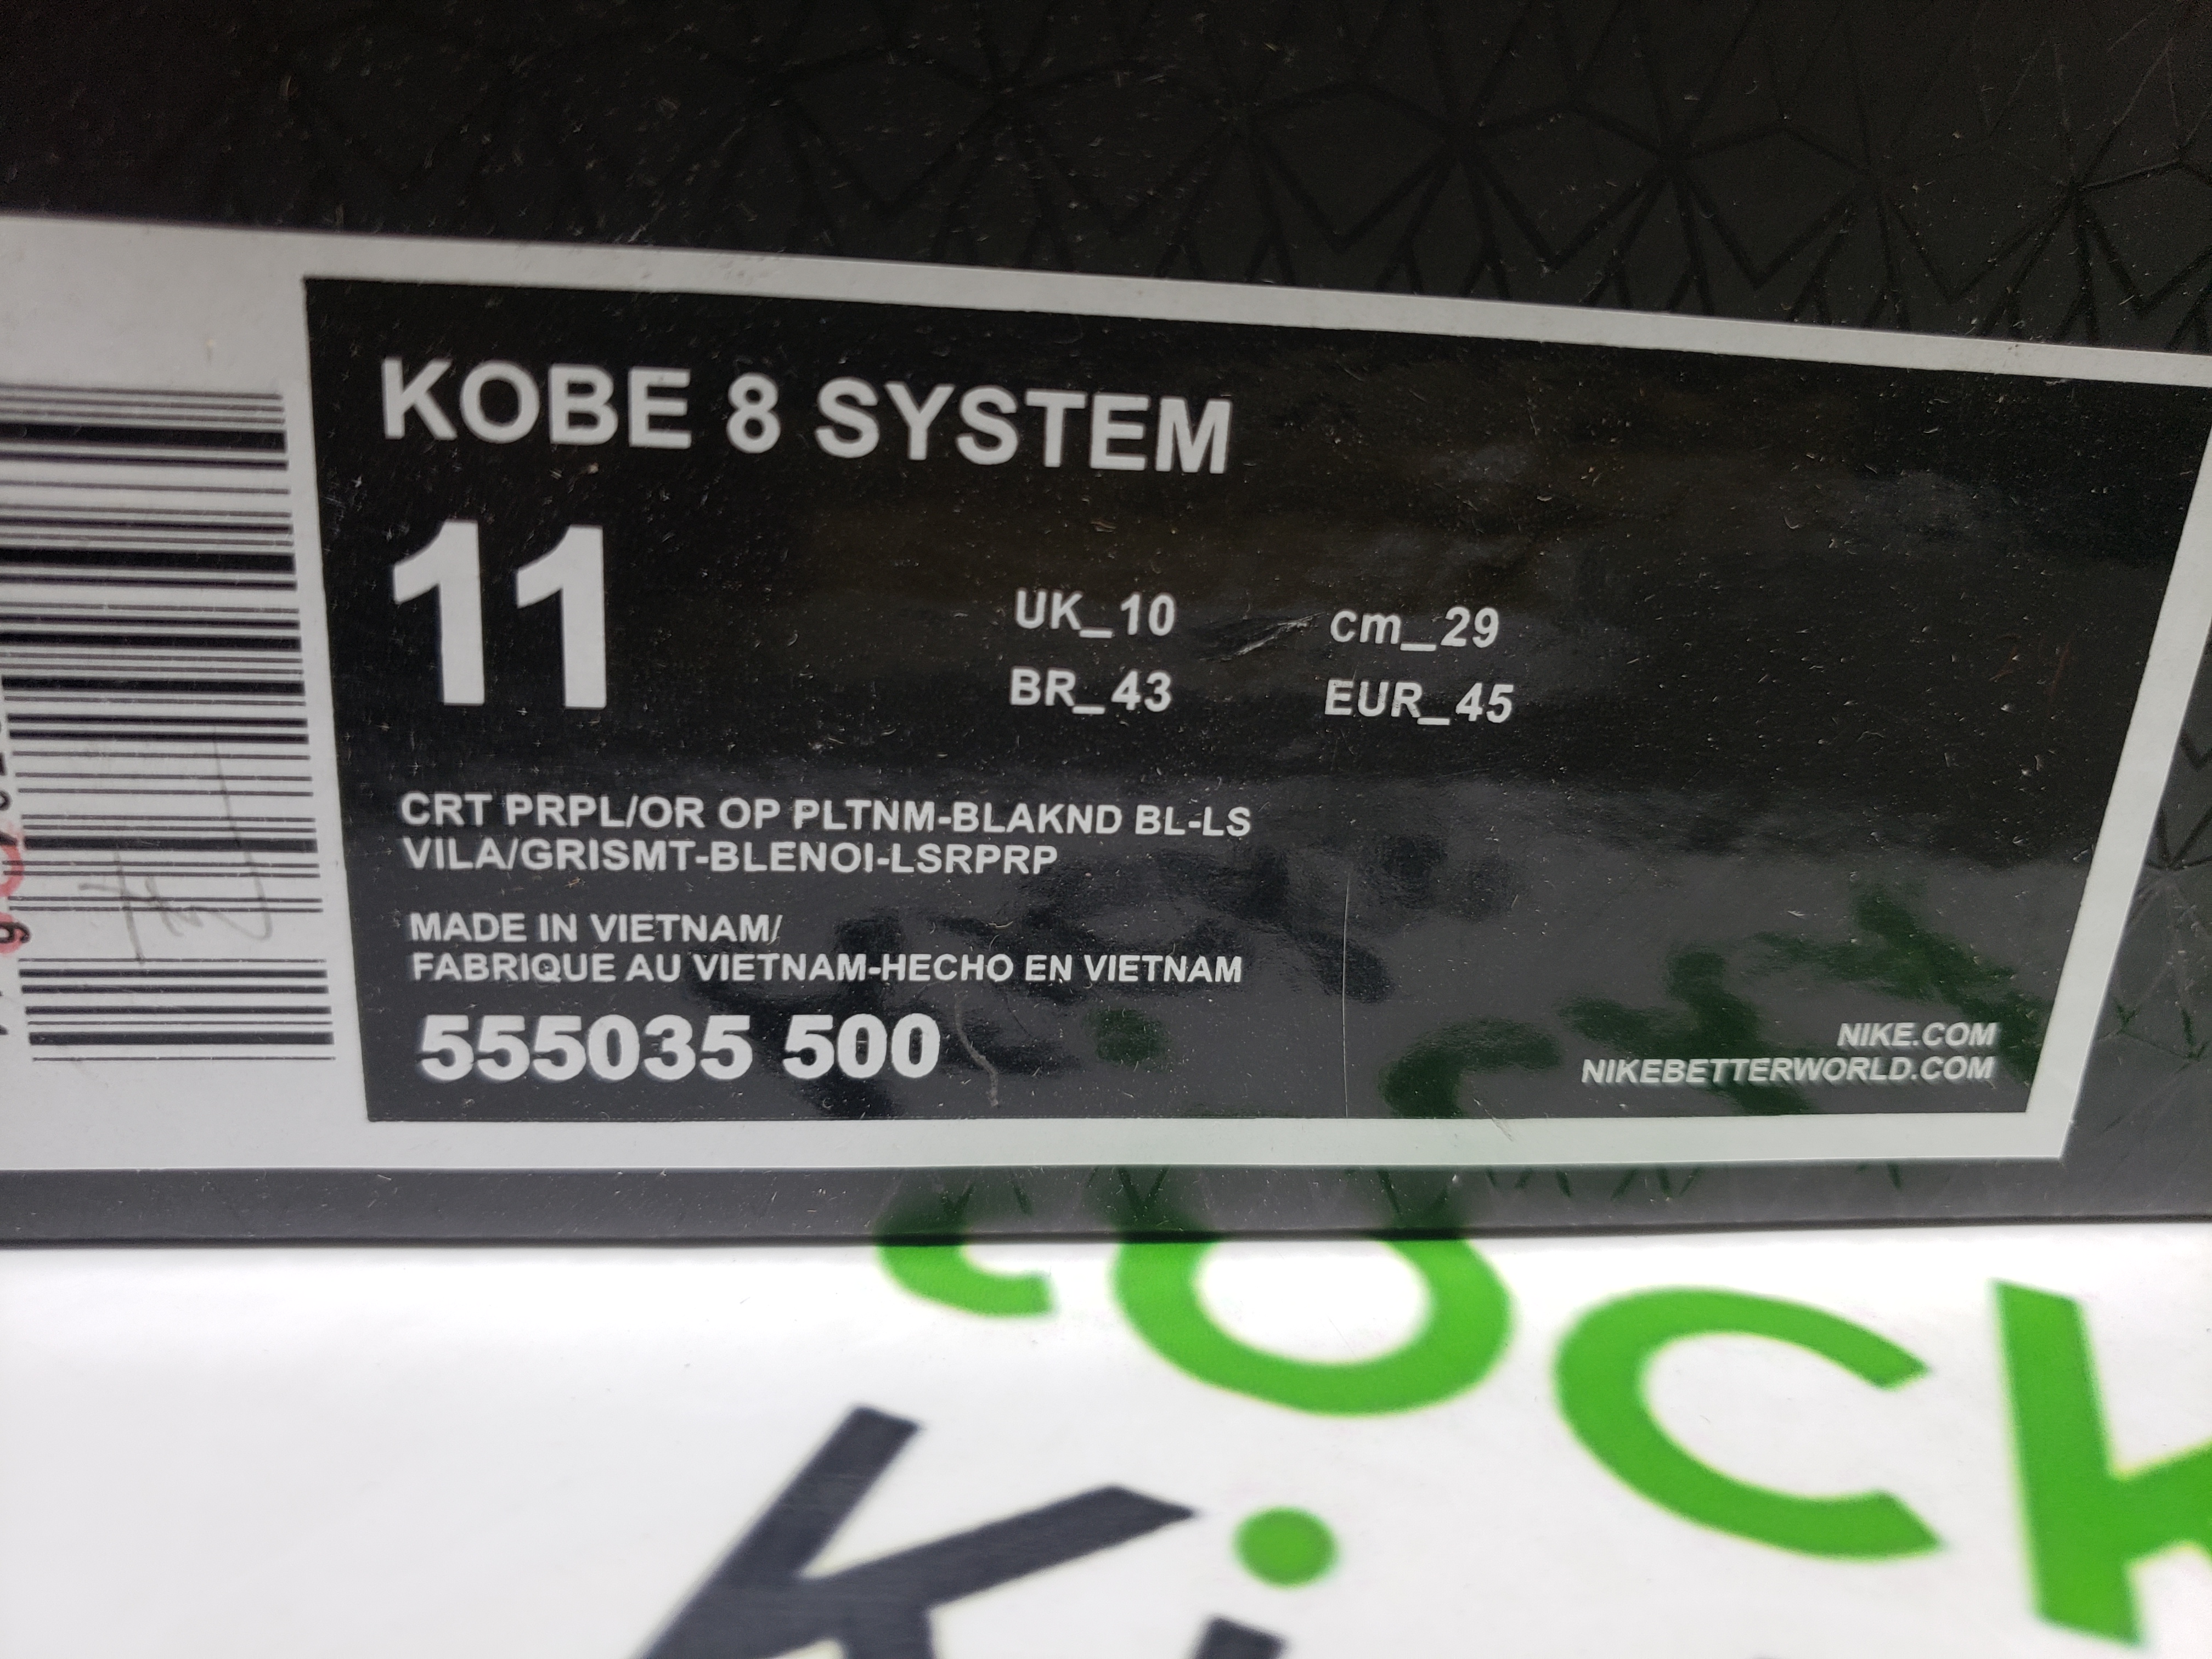 KOBE 8 SYSTEM
11
UK_10 cm_29
BR_43 EUR_45
CRT PRPL/OR OP PLTNM-BLAKND BL-LS
VILA/GRISMT-BLENOI-LSRPRP
MADE IN VIETNAM/
FABRIQUE AU VIETNAM-HECHO EN VIETNAM
555035 500
NIKE.COM
NIKEBETTERWORLD.COM